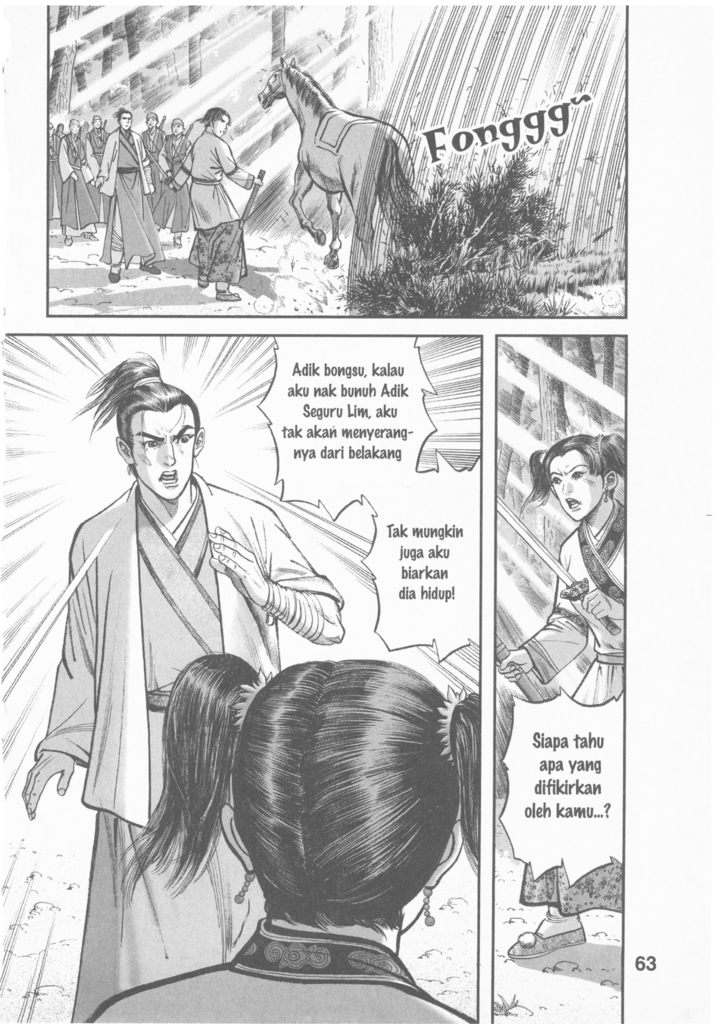 Fonggg~
Adik bongsu, kalau
aku nak bunuh Adik
Seguru Lim, aku
tak akan menyerang-
nya dari belakang
Tak mungkin
juga aku
biarkan
dia hidup!
Siapa tahu
apa yang
difikirkan
oleh kamu...?
63